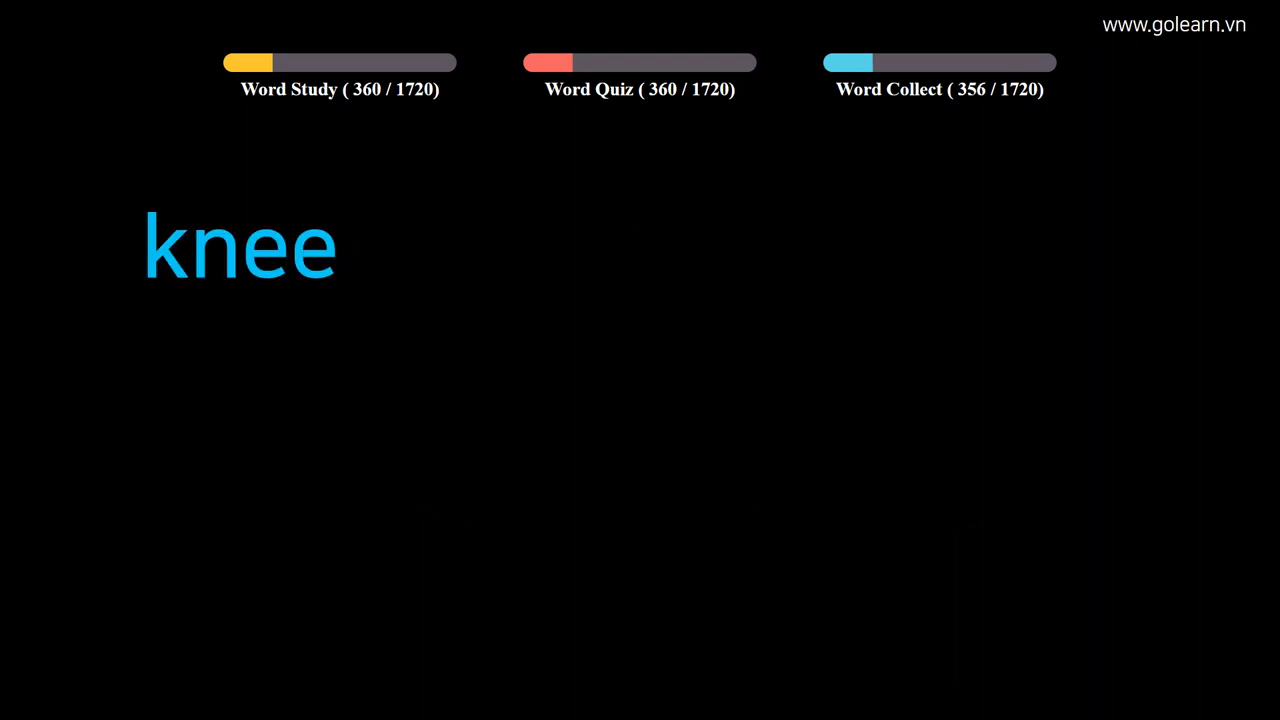 www.golearn.vn
Word Study ( 360 / 1720)
Word Quiz ( 360 / 1720)
Word Collect ( 356 / 1720)
knee